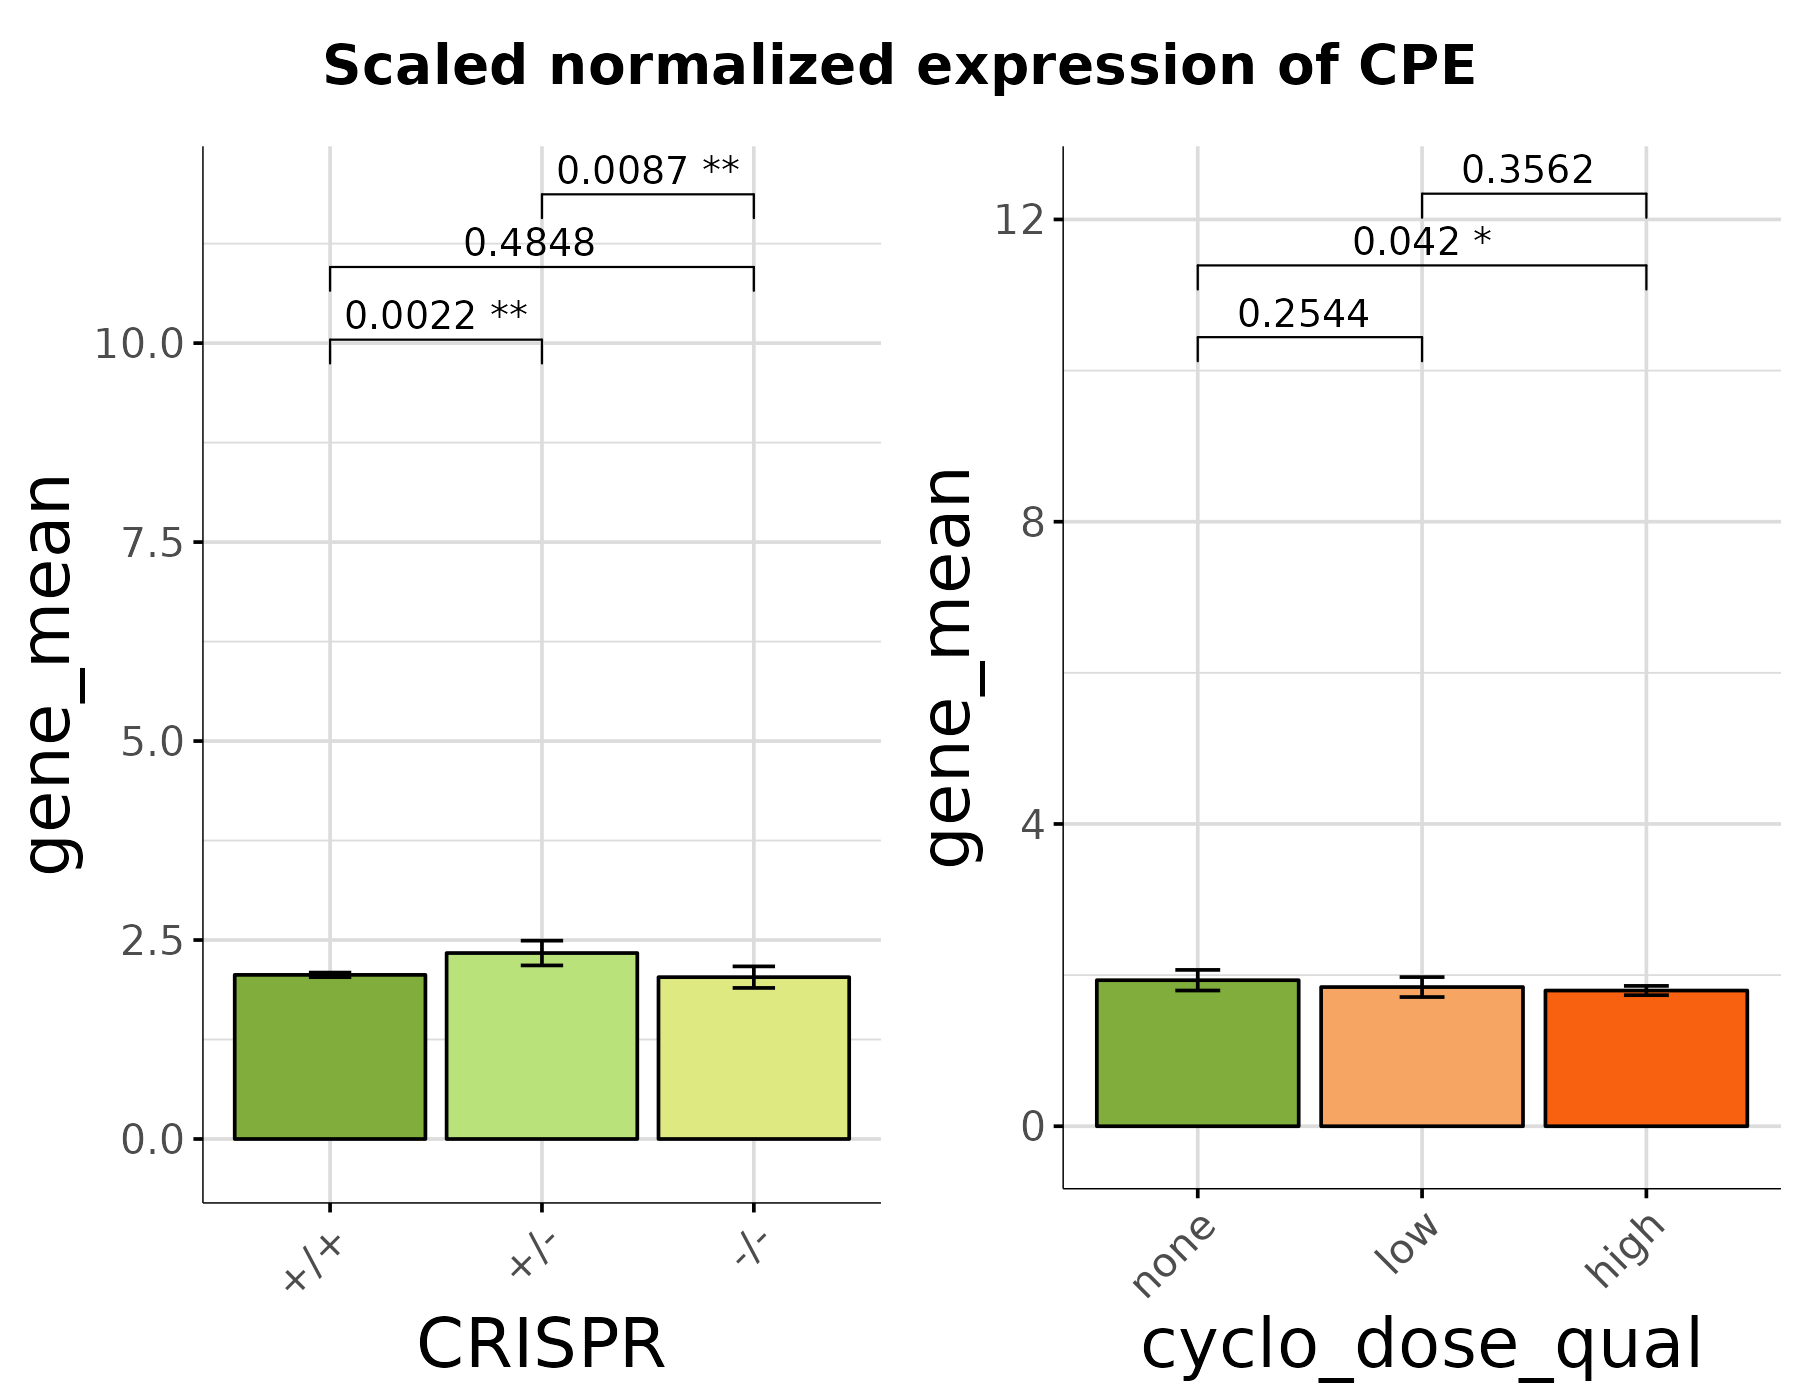 Scaled normalized expression of CPE
gene_mean
10.0
7.5
5.0
2.5
0.0
0.0087 **
0.4848
0.0022 **
+/+
+/-
-/-
CRISPR
gene_mean
12
8
4
0
0.3562
0.042 *
0.2544
none
low
high
cyclo_dose_qual